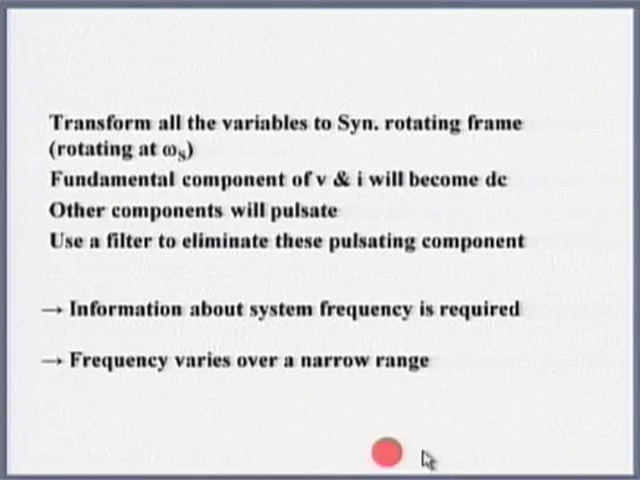 Transform all the variables to Syn. rotating frame
(rotating at ωs)
Fundamental component of v & i will become dc
Other components will pulsate
Use a filter to eliminate these pulsating component
→ Information about system frequency is required
→ Frequency varies over a narrow range